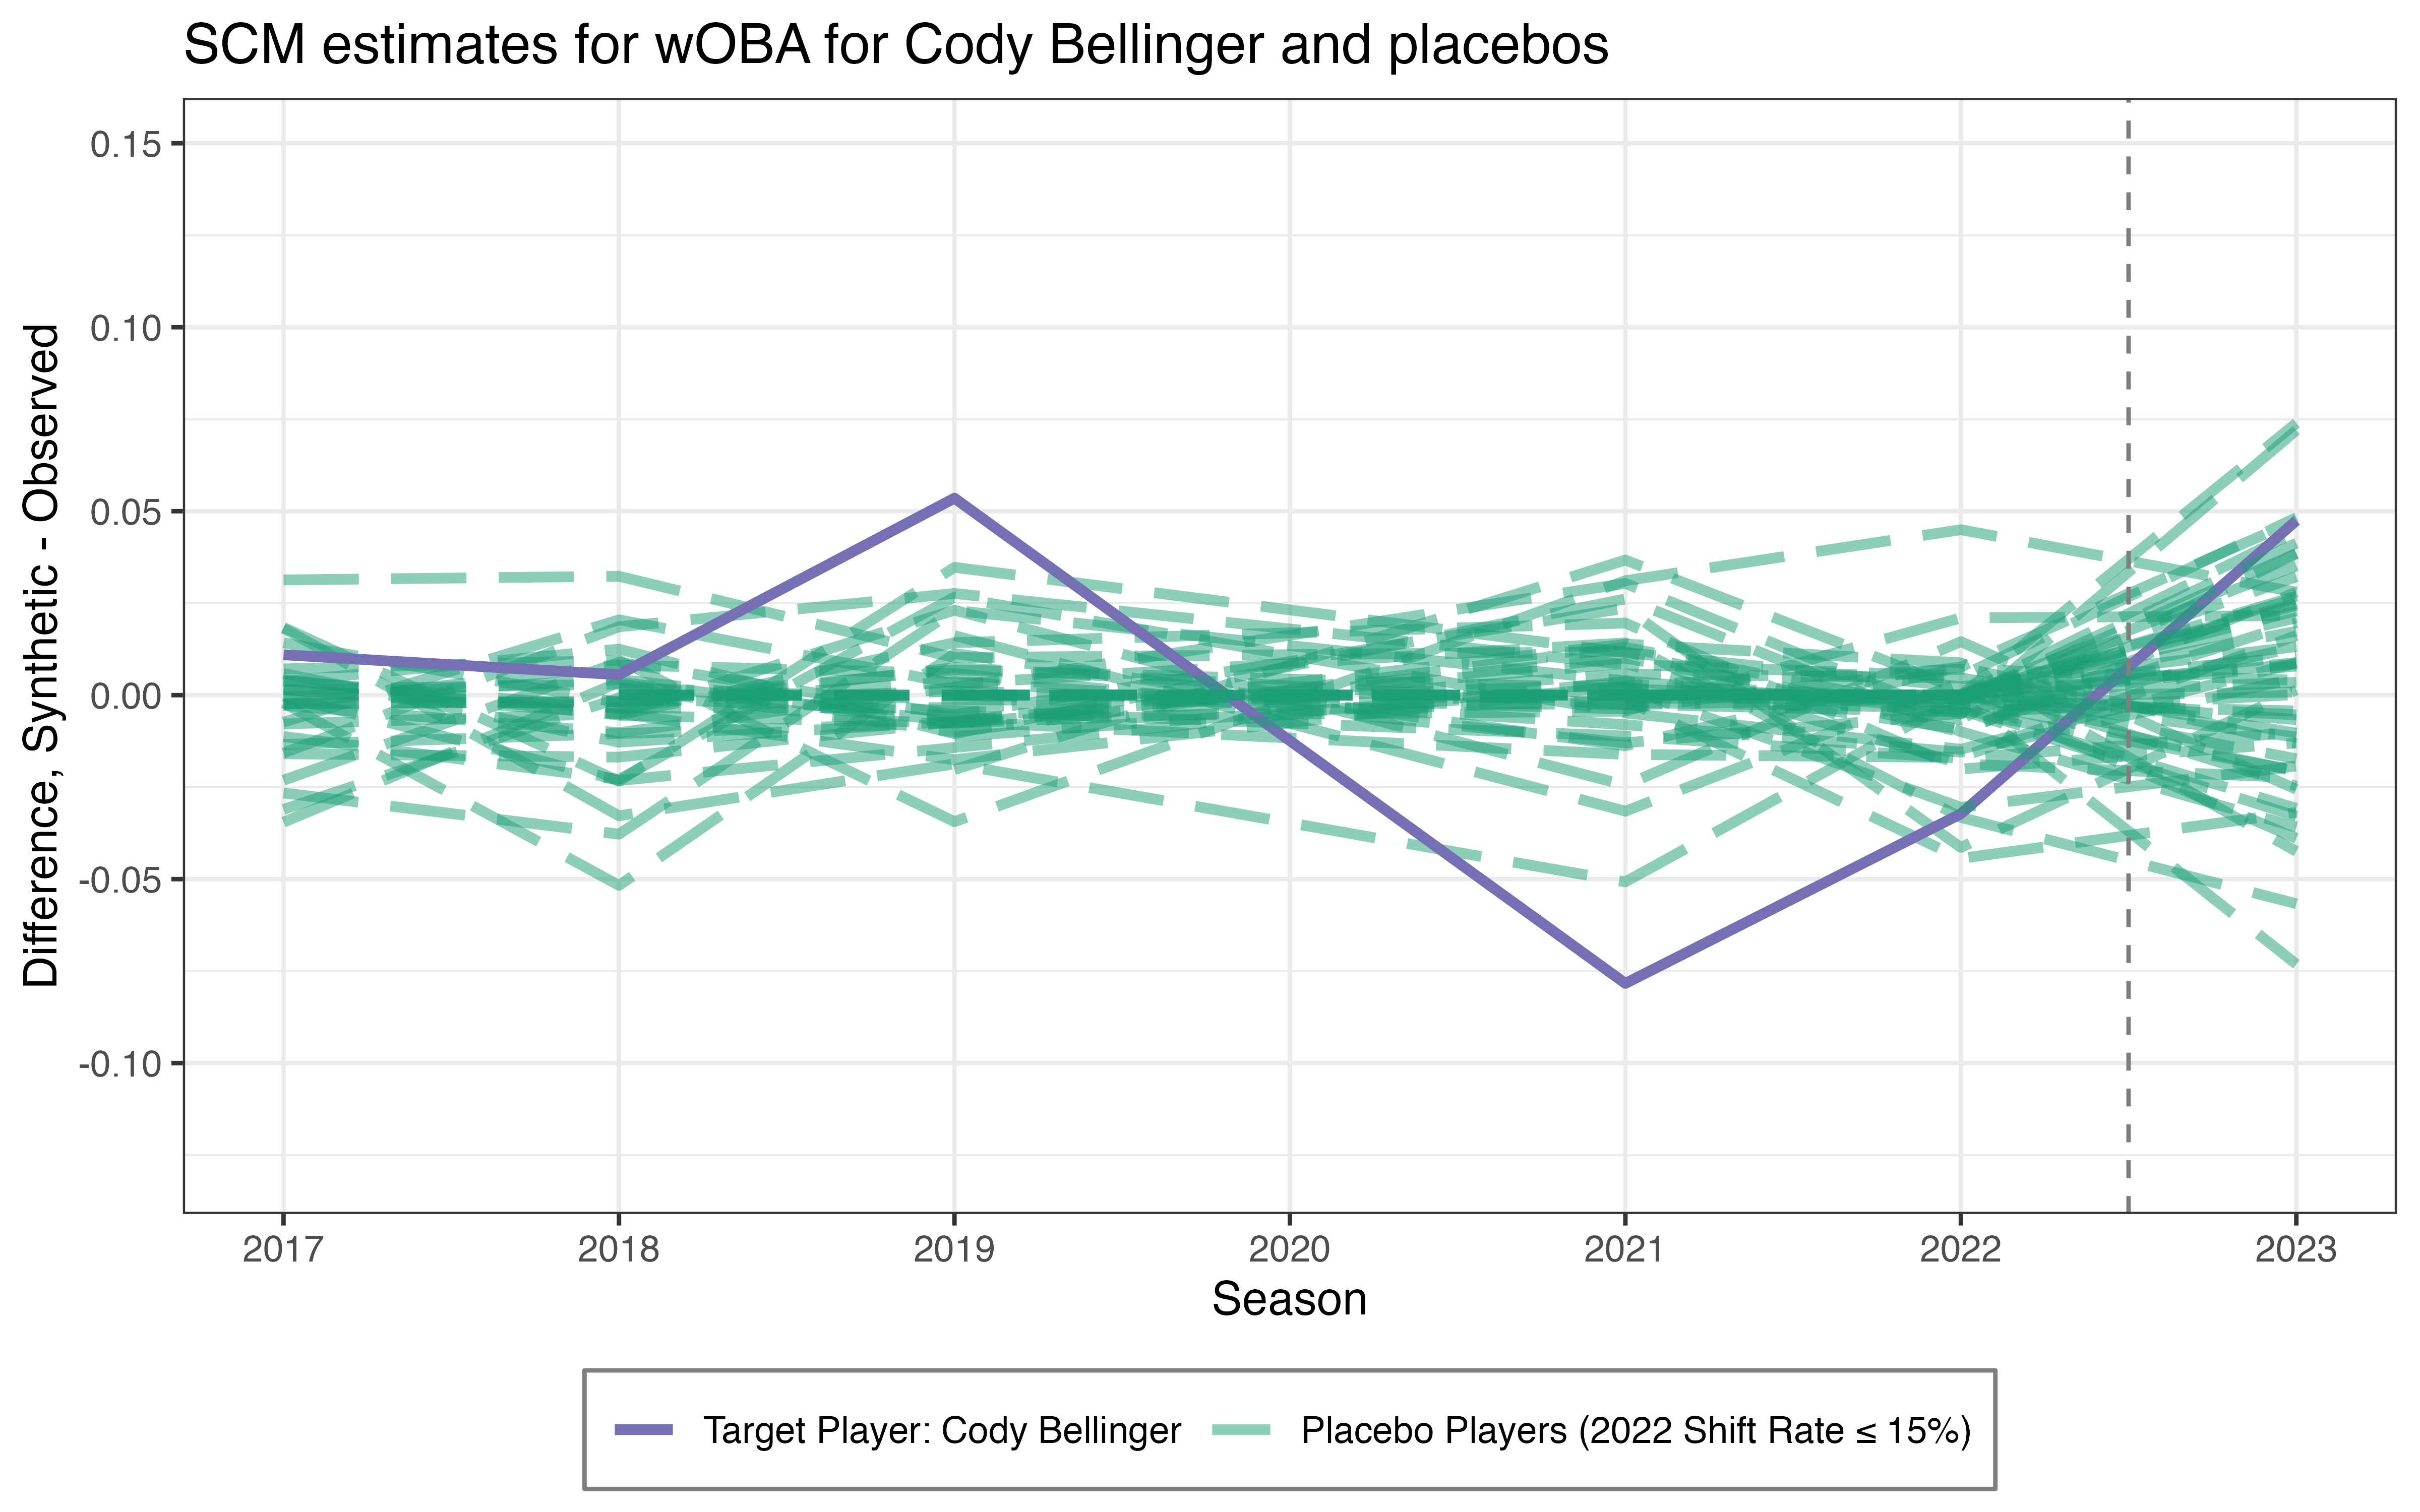 SCM estimates for wOBA for Cody Bellinger and placebos
Difference, Synthetic - Observed
0.15
0.10
0.05
0.00
-0.05
-0.10
2017 2018 2019 2020 2021 2022 2023
Season
Target Player: Cody Bellinger Placebo Players (2022 Shift Rate ≤ 15%)